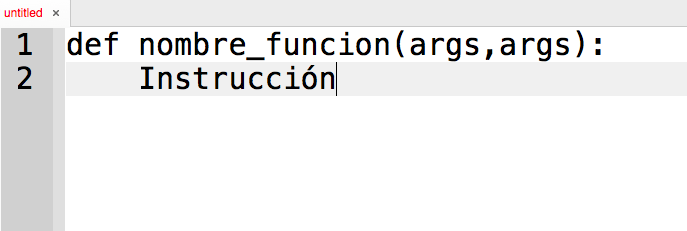 untitled ×
1 def nombre_funcion(args,args):
2     Instrucción